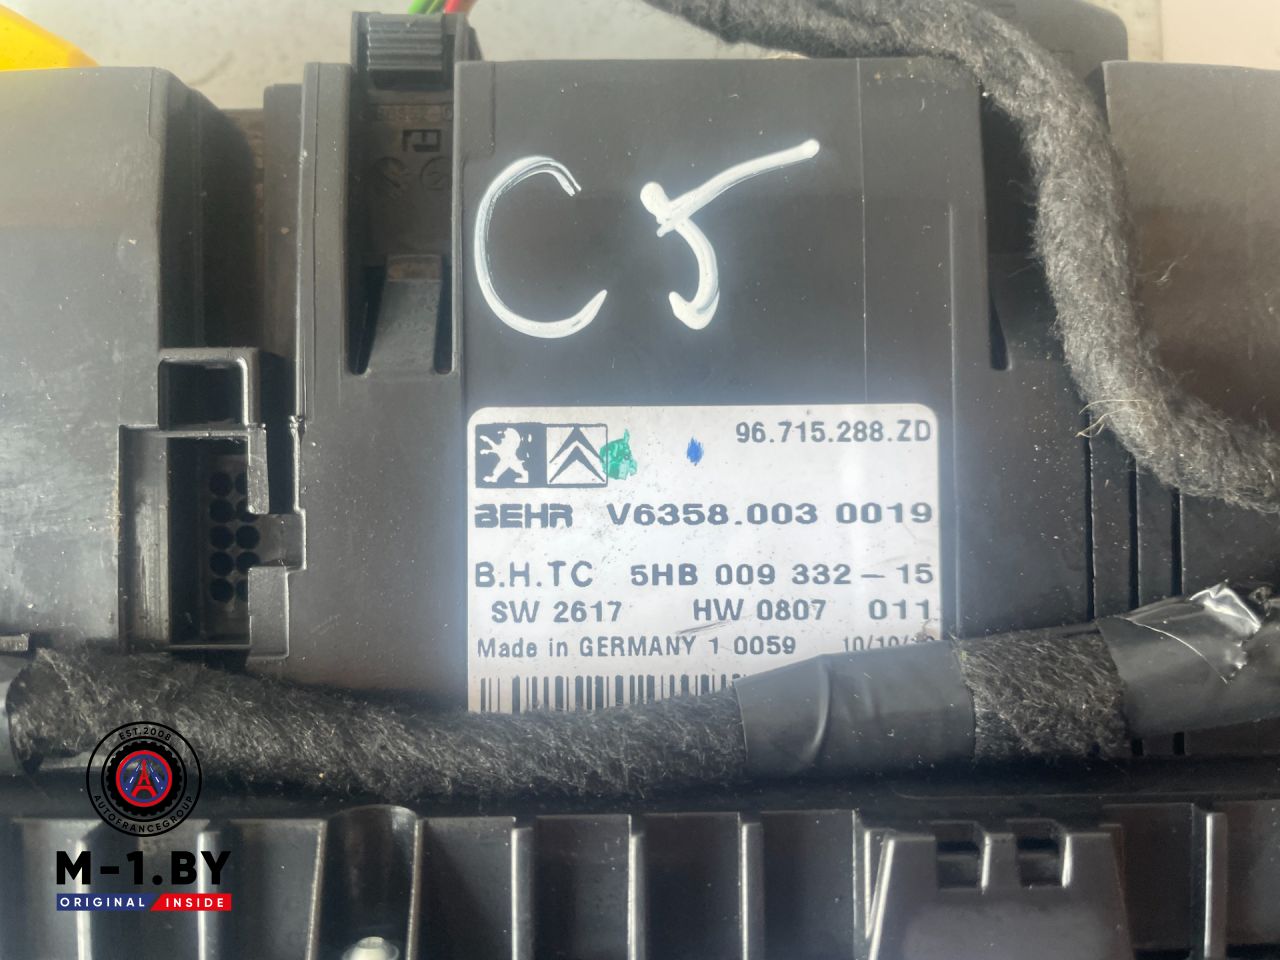 C5
96.715.288.ZD
BEHR V6358.003 0019
B.H.TC 5HB 009 332-15
SW 2617 HW 0807 011
Made in GERMANY 1 0059
EST.2008
AUTOFRANCEGROUP
M-1.BY
ORIGINAL INSIDE